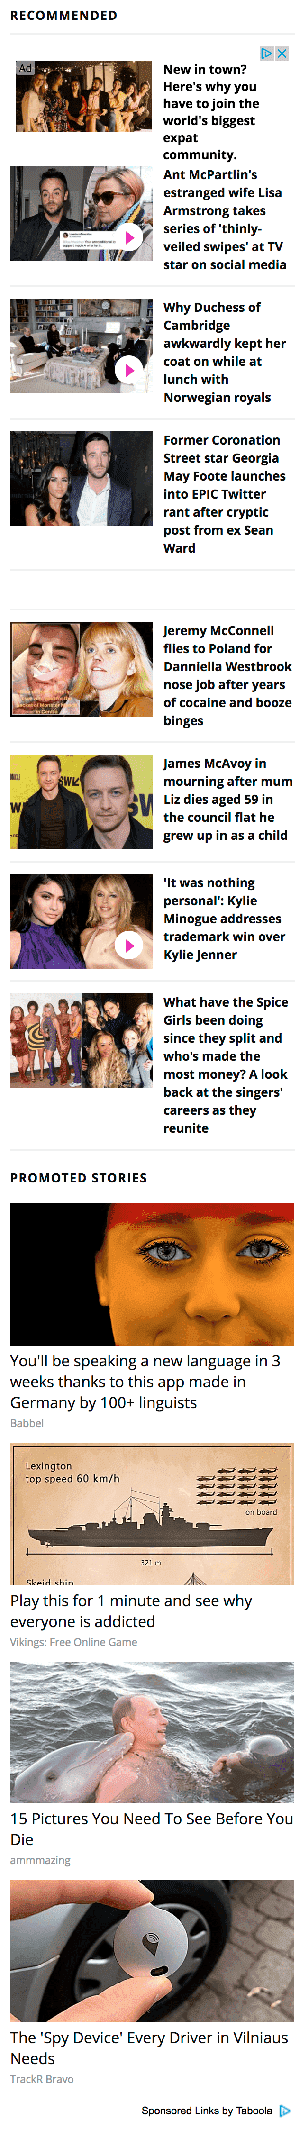 RECOMMENDED
Ad
New in town?
Here's why you
have to join the
world's biggest
expat
community.
Ant McPartlin's
estranged wife Lisa
Armstrong takes
series of 'thinly-
veiled swipes' at TV
star on social media
Why Duchess of
Cambridge
awkwardly kept her
coat on while at
lunch with
Norwegian royals
Former Coronation
Street star Georgia
May Foote launches
into EPIC Twitter
rant after cryptic
post from ex Sean
Ward
Jeremy McConnell
flies to Poland for
Danniella Westbrook
nose job after years
of cocaine and booze
binges
James McAvoy in
mourning after mum
Liz dies aged 59 in
the council flat he
grew up in as a child
'It was nothing
personal': Kylie
Minogue addresses
trademark win over
Kylie Jenner
What have the Spice
Girls been doing
since they split and
who's made the
most money? A look
back at the singers'
careers as they
reunite
PROMOTED STORIES
You'll be speaking a new language in 3
weeks thanks to this app made in
Germany by 100+ linguists
Babbel
Lexington
top speed 60 km/h
on board
321 m
Skeid ship
Play this for 1 minute and see why
everyone is addicted
Vikings: Free Online Game
15 Pictures You Need To See Before You
Die
ammmazing
The 'Spy Device' Every Driver in Vilniaus
Needs
TrackR Bravo
Sponsored Links by Taboola